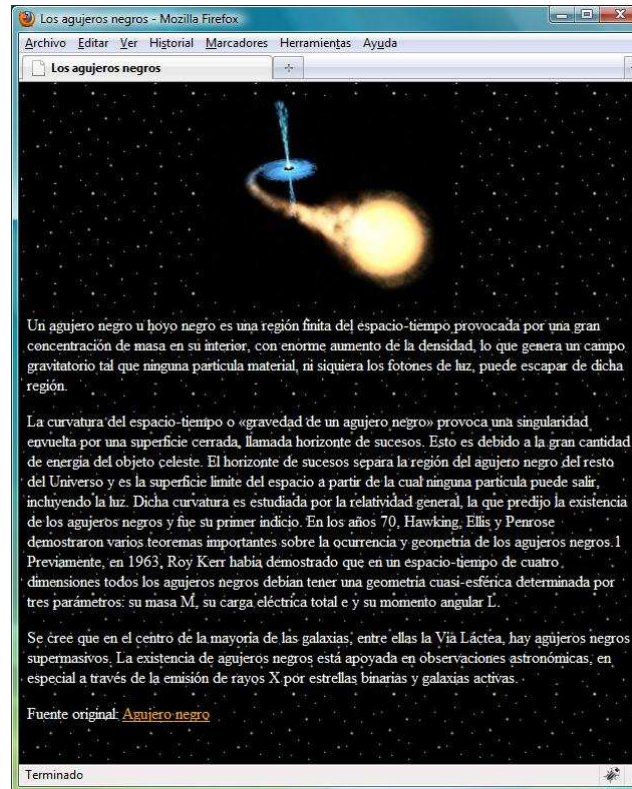 Los agujeros negros - Mozilla Firefox
Archivo Editar Ver Historial Marcadores Herramientas Ayuda
Los agujeros negros
Un agujero negro u hoyo negro es una región finita del espacio-tiempo provocada por una gran
concentración de masa en su interior, con enorme aumento de la densidad, lo que genera un campo
gravitatorio tal que ninguna partícula material, ni siquiera los fotones de luz, puede escapar de dicha
región.
La curvatura del espacio-tiempo o «gravedad de un agujero negro» provoca una singularidad
envuelta por una superficie cerrada, llamada horizonte de sucesos. Esto es debido a la gran cantidad
de energía del objeto celeste. El horizonte de sucesos separa la región del agujero negro del resto
del Universo y es la superficie límite del espacio a partir de la cual ninguna partícula puede salir,
incluyendo la luz. Dicha curvatura es estudiada por la relatividad general, la que predijo la existencia
de los agujeros negros y fue su primer indicio. En los años 70, Hawking, Ellis y Penrose
demostraron varios teoremas importantes sobre la ocurrencia y geometría de los agujeros negros.1
Previamente, en 1963, Roy Kerr había demostrado que en un espacio-tiempo de cuatro
dimensiones todos los agujeros negros debían tener una geometría cuasi-esférica determinada por
tres parámetros: su masa M, su carga eléctrica total e y su momento angular L.
Se cree que en el centro de la mayoría de las galaxias, entre ellas la Vía Láctea, hay agujeros negros
supermasivos. La existencia de agujeros negros está apoyada en observaciones astronómicas, en
especial a través de la emisión de rayos X por estrellas binarias y galaxias activas.
Fuente original: Agujero negro
Terminado